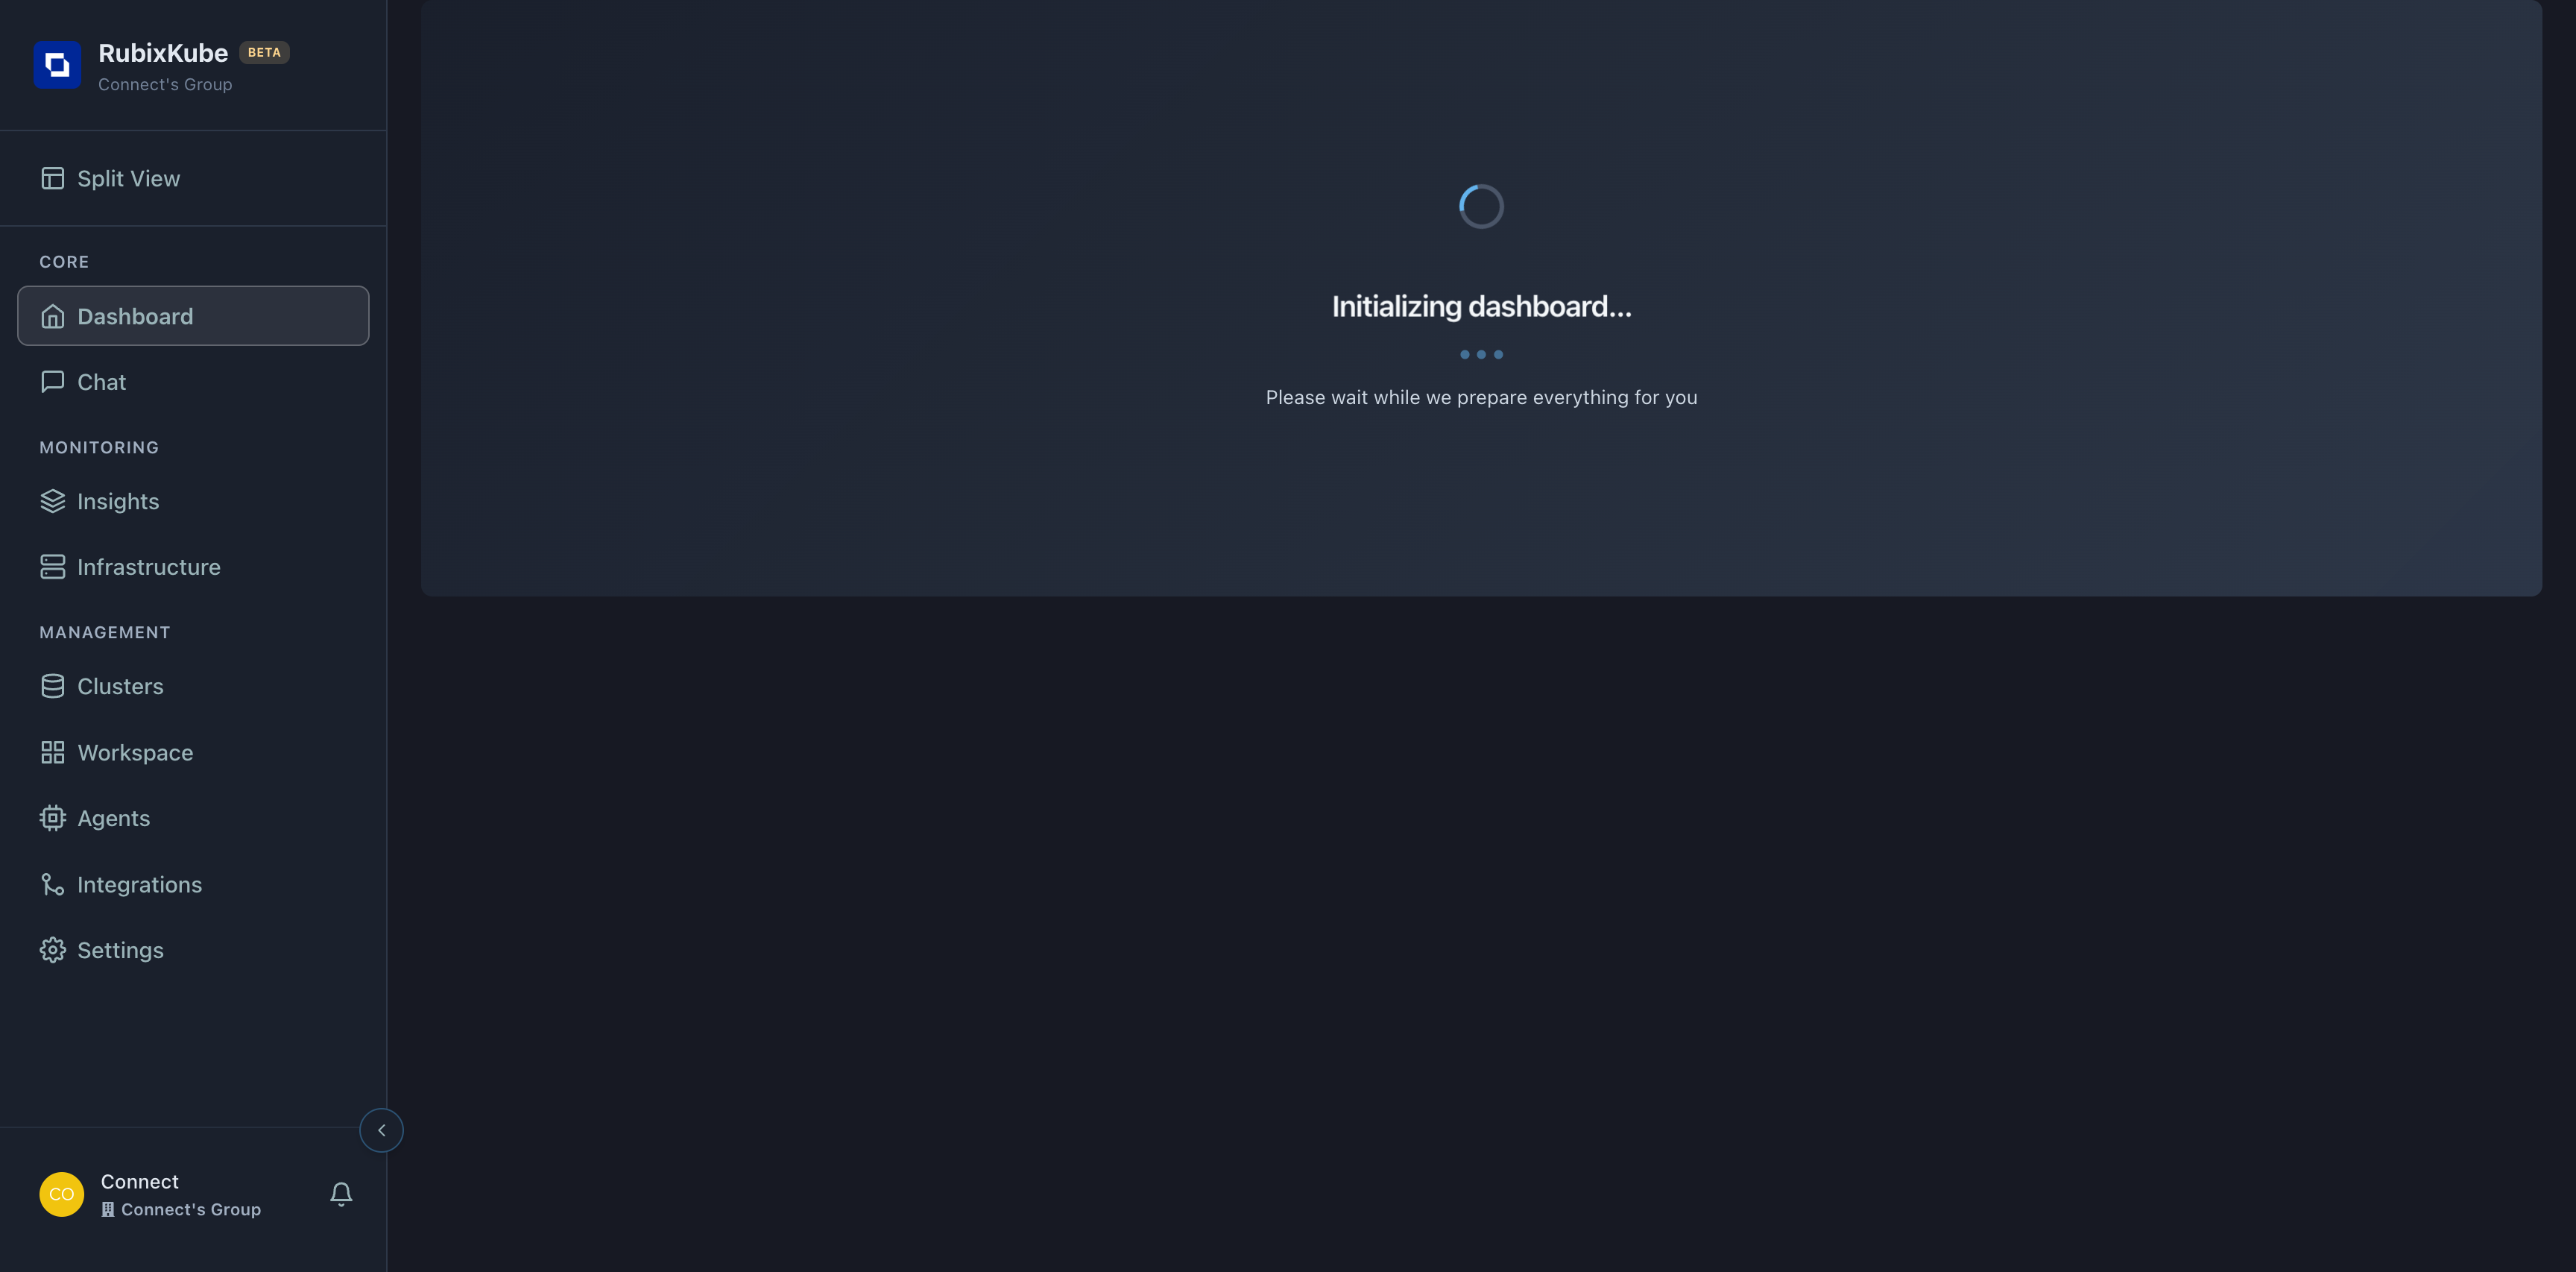 RubixKube BETA
Connect's Group
Split View
CORE
Dashboard
Chat
MONITORING
Insights
Infrastructure
MANAGEMENT
Clusters
Workspace
Agents
Integrations
Settings
CO
Connect
Connect's Group
Initializing dashboard...
Please wait while we prepare everything for you